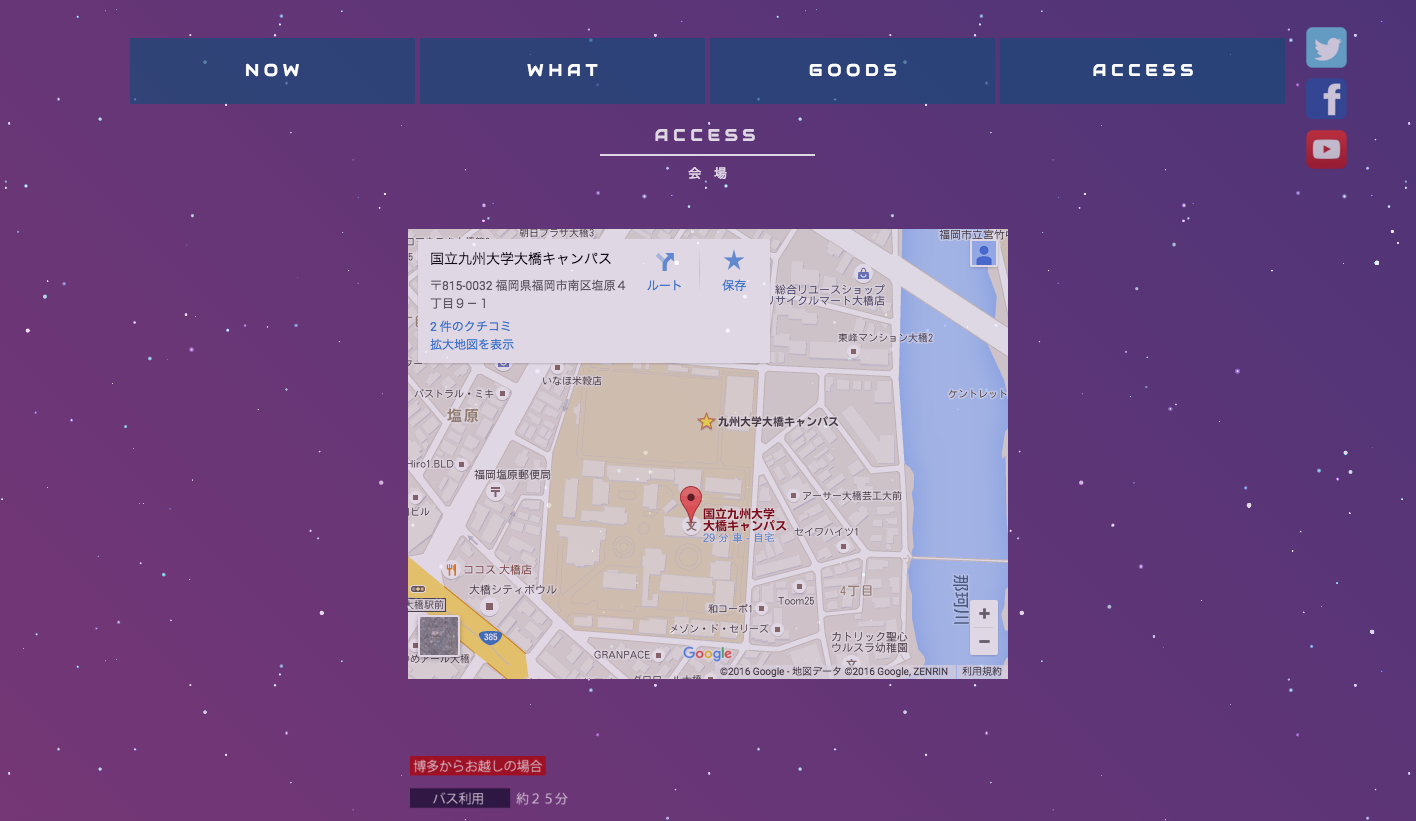 NOW
WHAT
GOODS
ACCESS
ACCESS
会 場
朝日プラザ大橋3
福岡市立宮竹中
国立九州大学大橋キャンパス
〒815-0032 福岡県福岡市南区塩原４
丁目９－１
2 件のクチコミ
拡大地図を表示
ルート
保存
総合リユースショップ
リサイクルマート大橋店
東峰マンション大橋2
いなほ米穀店
パストラル・ミキ
ケントレット
塩原
九州大学大橋キャンパス
Hiro1.BLD
福岡塩原郵便局
アーサー大橋芸工大前
ビル
国立九州大学
大橋キャンパス
29 分 車 - 自宅
セイワハイツ1
ココス 大橋店
大橋シティボウル
4丁目
那珂川
大橋駅前
和コーポ1
Toom25
メゾン・ド・セリーズ
385
カトリック聖心
ウルスラ幼稚園
GRANPACE
Google
©2016 Google - 地図データ ©2016 Google, ZENRIN
利用規約
博多からお越しの場合
バス利用
約２５分